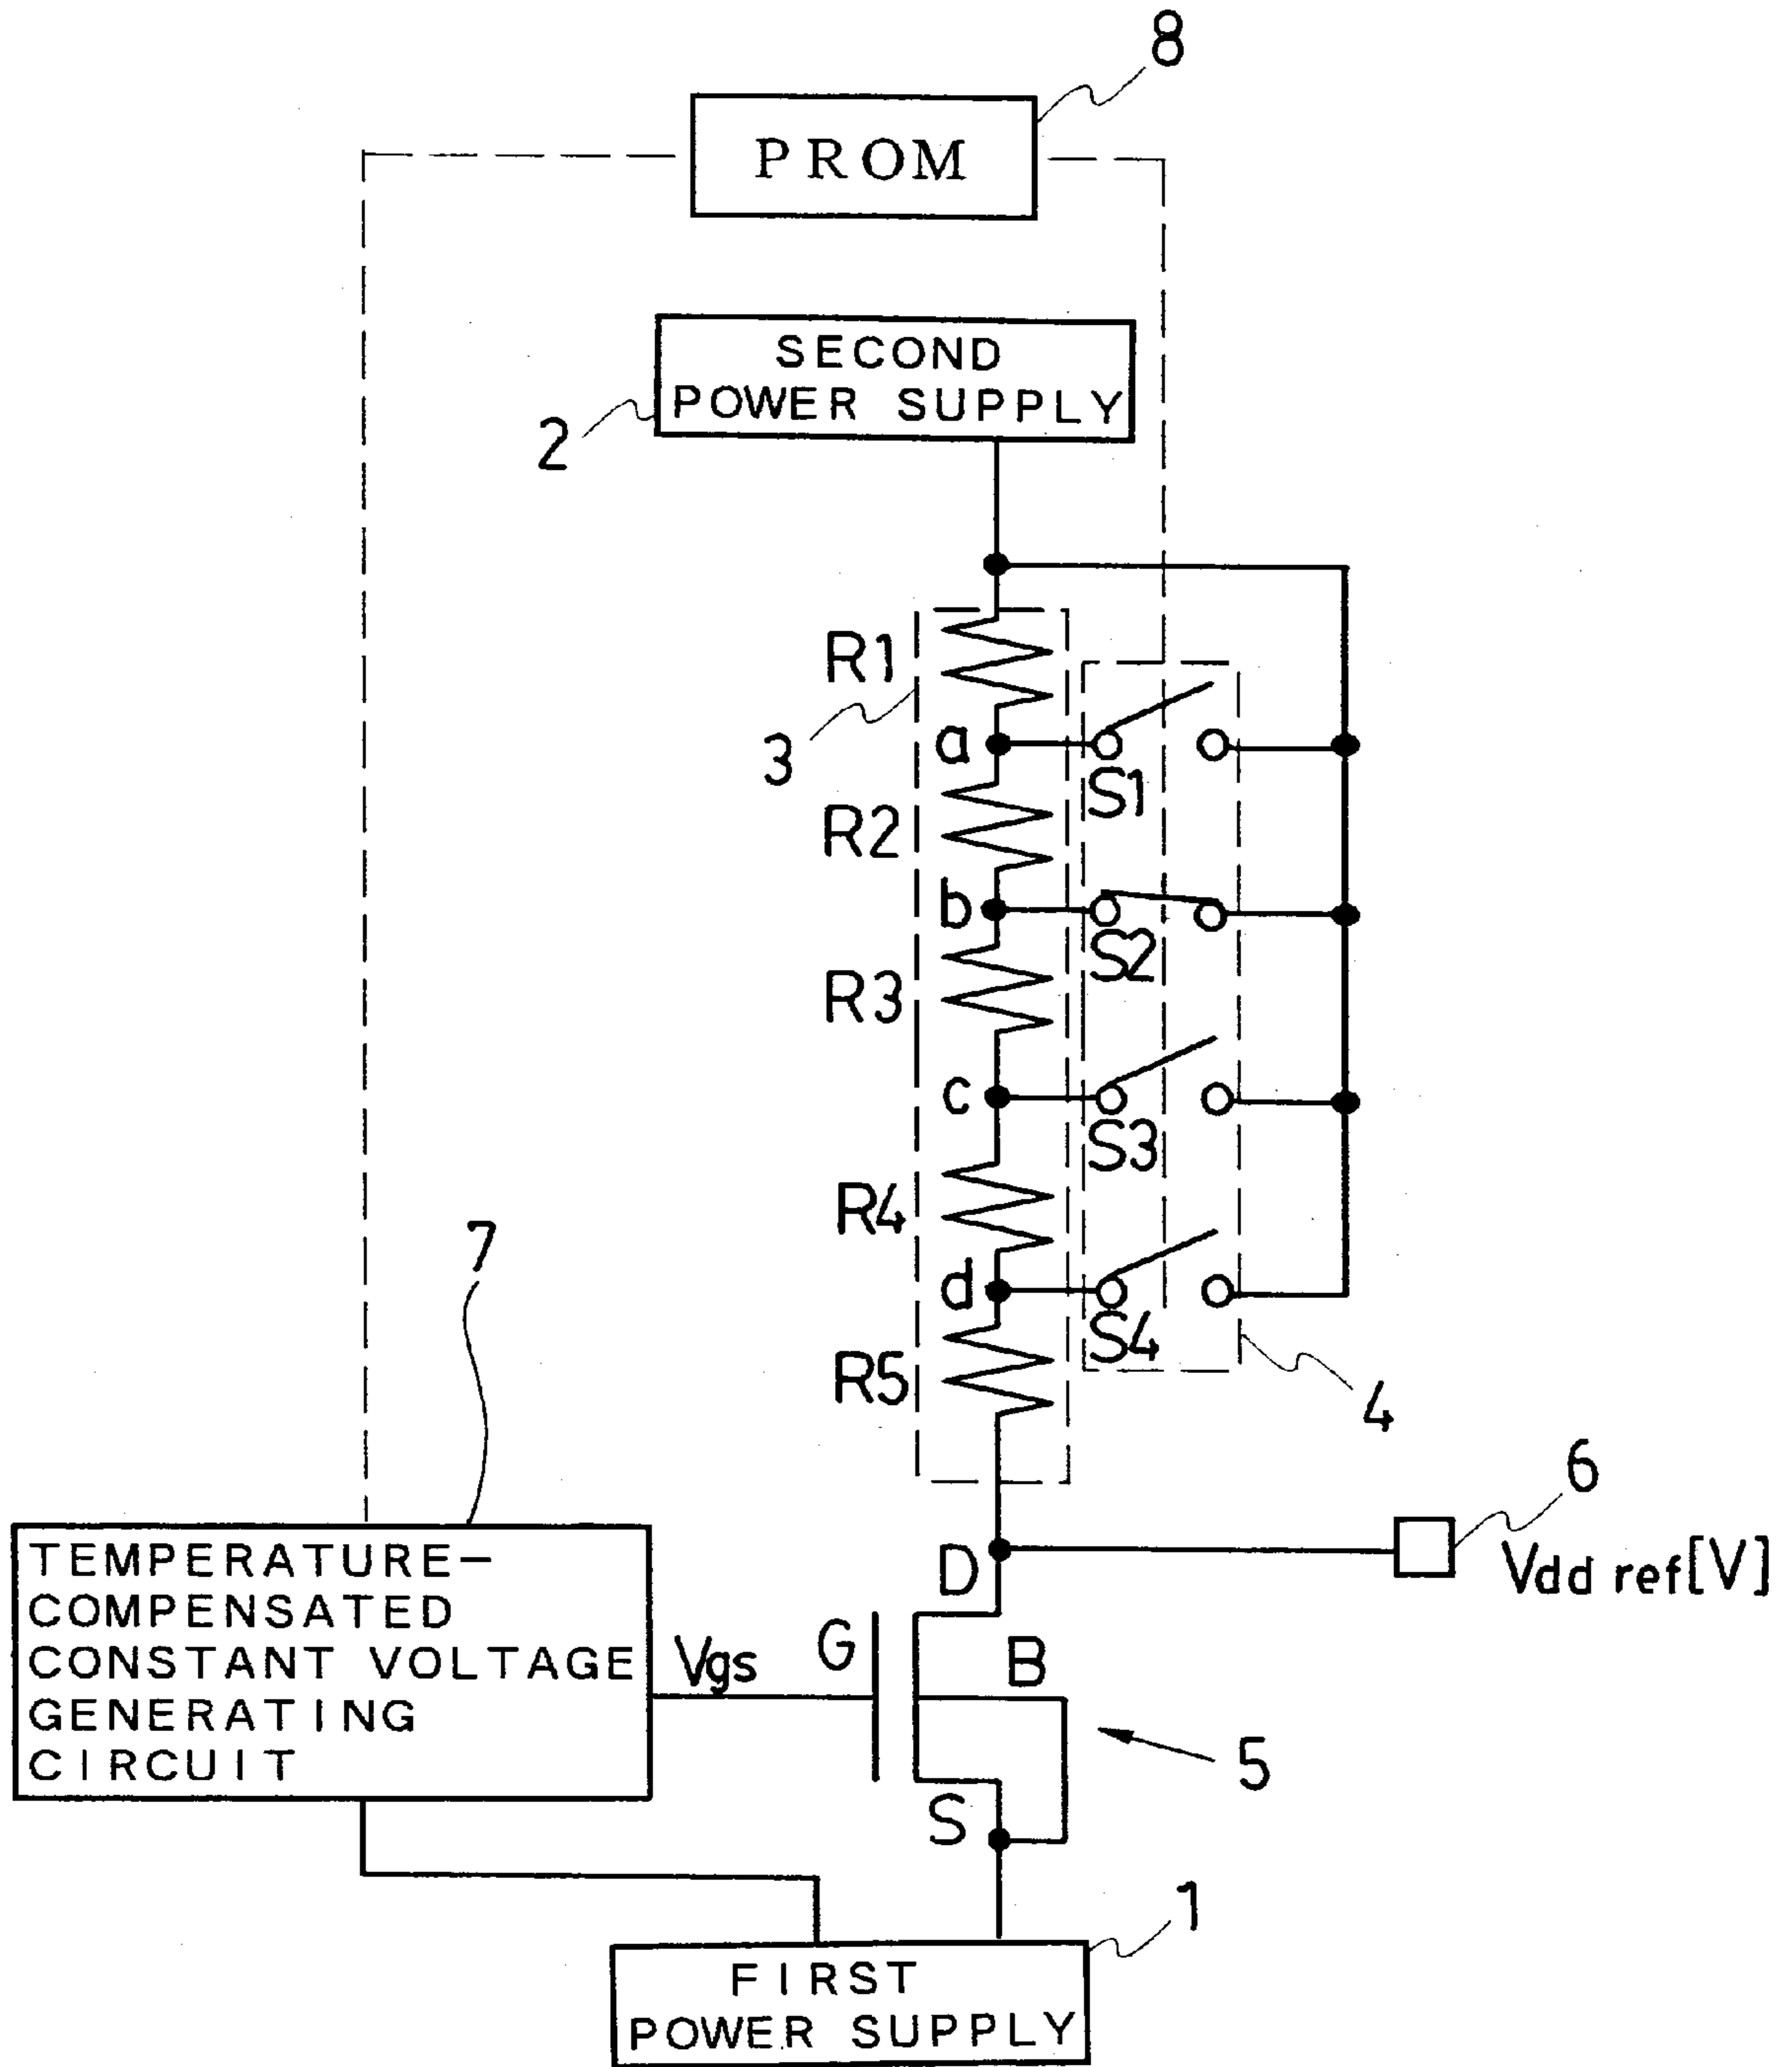 8
PROM
SECOND
POWER SUPPLY
2
R1
3
a
S1
R2
b
S2
R3
c
S3
R4
7
d
S4
R5
4
6
TEMPERATURE-
COMPENSATED
CONSTANT VOLTAGE
GENERATING
CIRCUIT
D
Vdd ref[V]
Vgs
G
B
5
S
1
FIRST
POWER SUPPLY